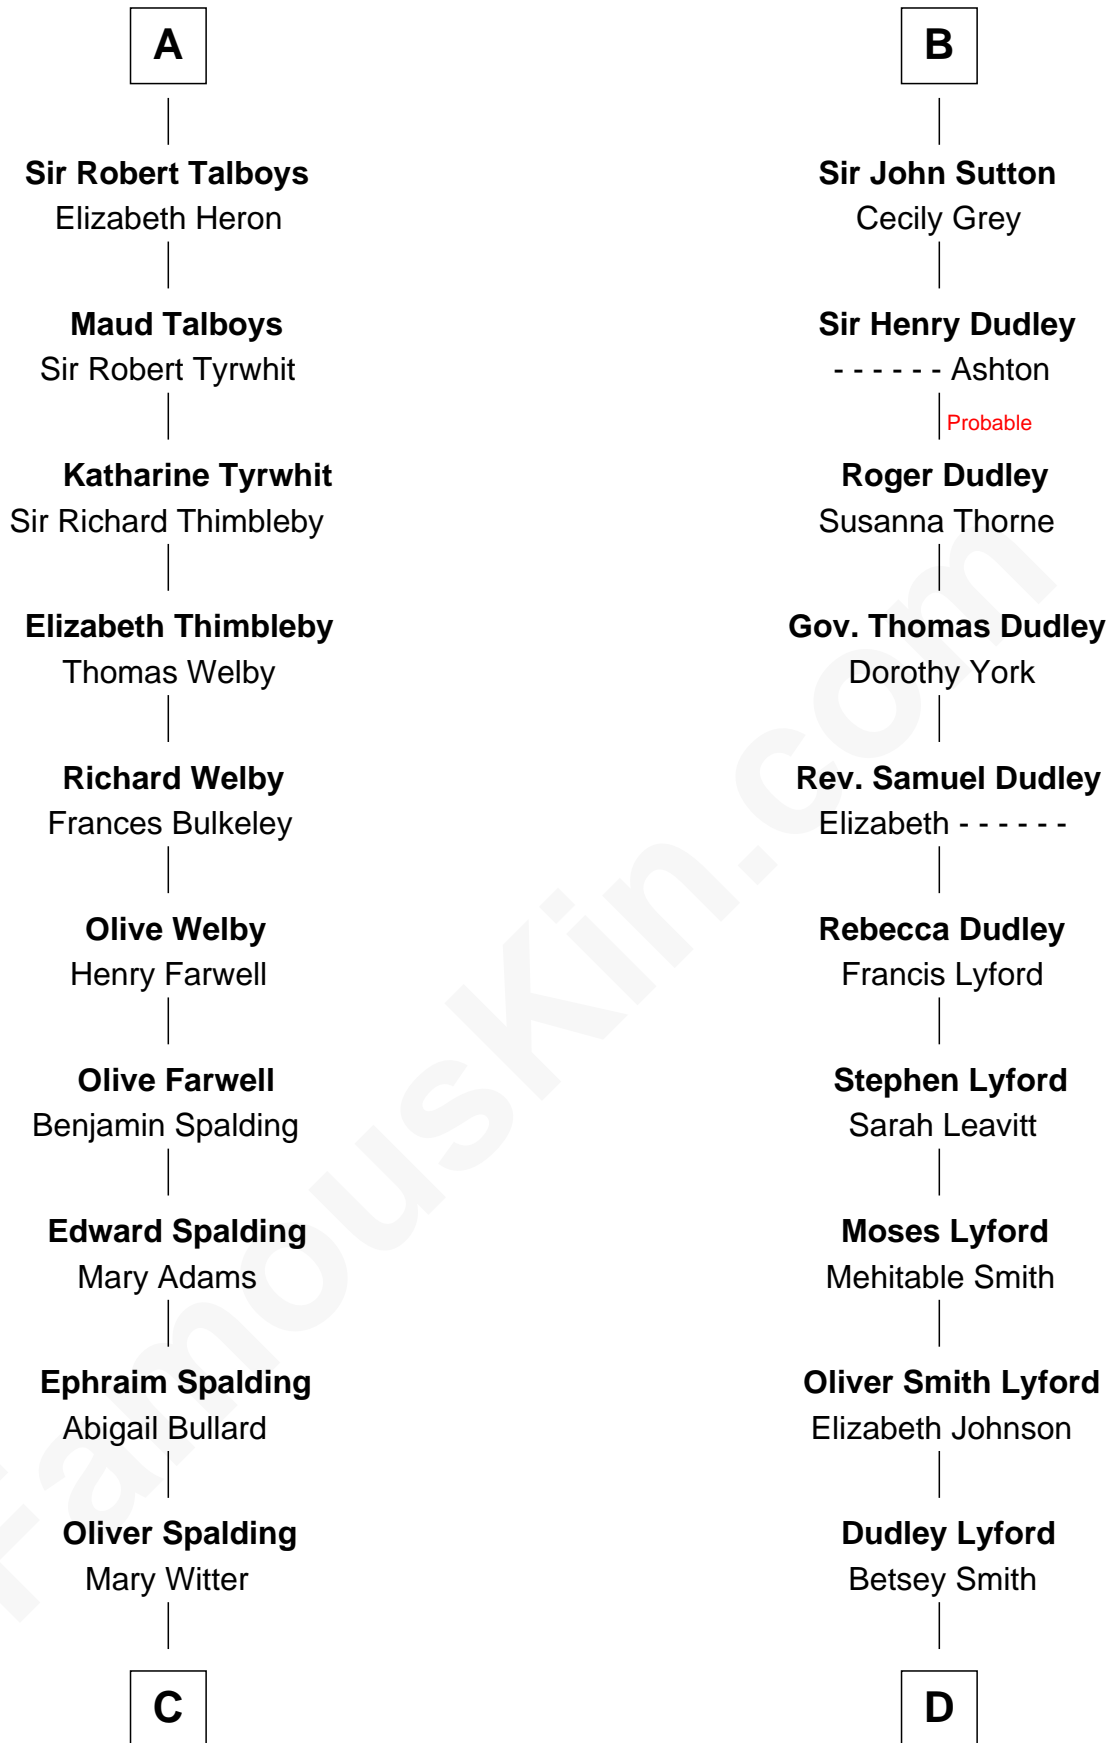 A
Sir Robert Talboys
Elizabeth Heron
Maud Talboys
Sir Robert Tyrwhit
Katharine Tyrwhit
Sir Richard Thimbleby
Elizabeth Thimbleby
Thomas Welby
Richard Welby
Frances Bulkeley
Olive Welby
Henry Farwell
Olive Farwell
Benjamin Spalding
Edward Spalding
Mary Adams
Ephraim Spalding
Abigail Bullard
Oliver Spalding
Mary Witter
C
B
Sir John Sutton
Cecily Grey
Sir Henry Dudley
- - - - - - Ashton
Probable
Roger Dudley
Susanna Thorne
Gov. Thomas Dudley
Dorothy York
Rev. Samuel Dudley
Elizabeth - - - - - -
Rebecca Dudley
Francis Lyford
Stephen Lyford
Sarah Leavitt
Moses Lyford
Mehitable Smith
Oliver Smith Lyford
Elizabeth Johnson
Dudley Lyford
Betsey Smith
D
FamousKin.com